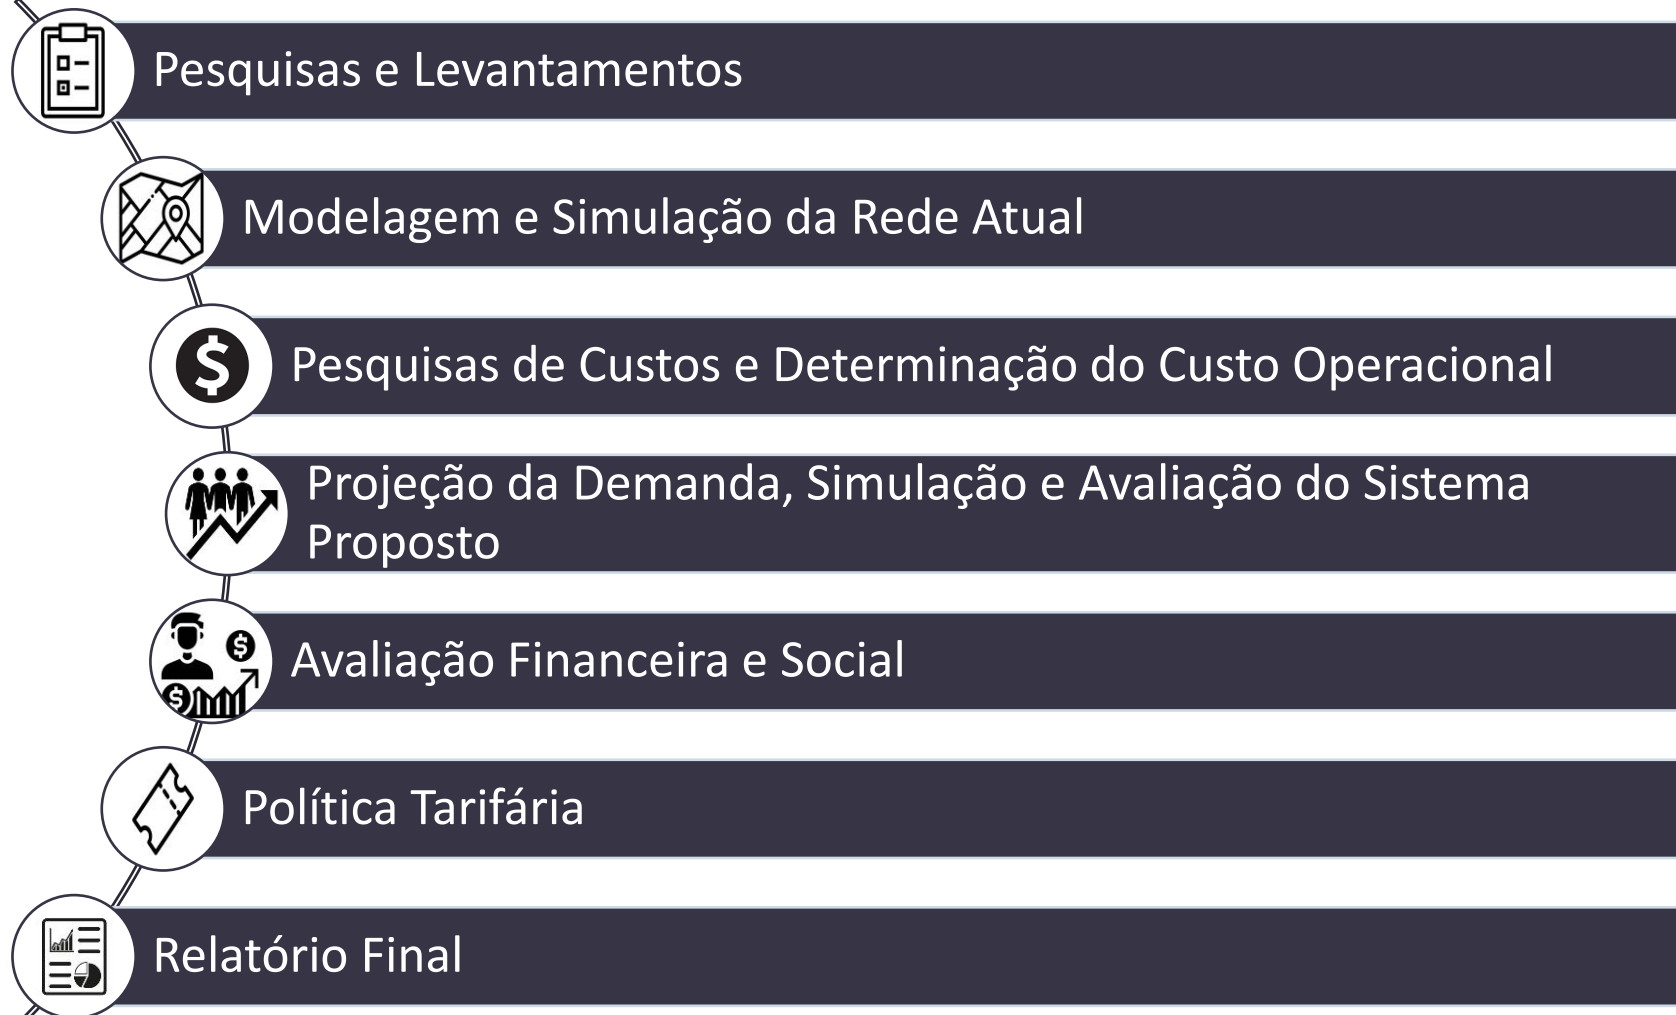 Pesquisas e Levantamentos
Modelagem e Simulação da Rede Atual
$
Pesquisas de Custos e Determinação do Custo Operacional
Projeção da Demanda, Simulação e Avaliação do Sistema
Proposto
$
$
Avaliação Financeira e Social
Política Tarifária
Relatório Final